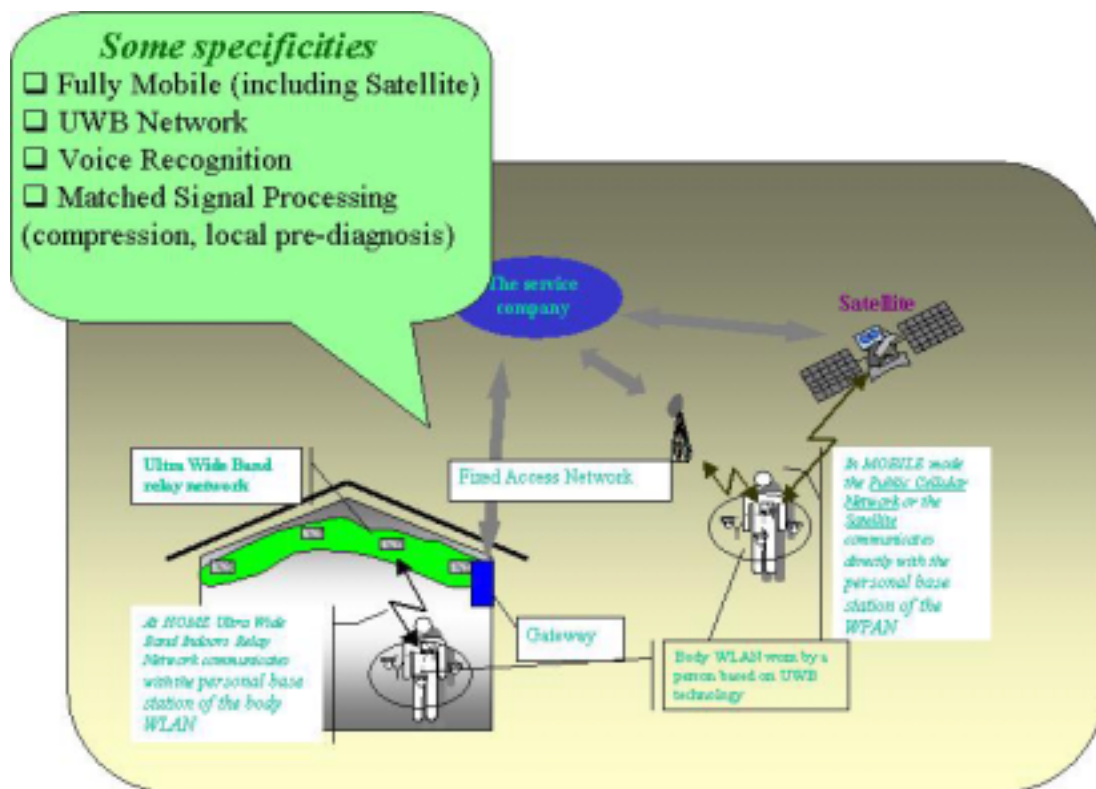 Some specificities
❑ Fully Mobile (including Satellite)
❑ UWB Network
❑ Voice Recognition
❑ Matched Signal Processing
(compression, local pre-diagnosis)
The service
company
Satellite
Ultra Wide Band
relay network
Fixed Access Network
In MOBILE mode
the Public Cellular
Network or the
Satellite
communicates
directly with the
personal base
station of the
WPAN
At HOME Ultra Wide
Band Indoors Relay
Network communicates
with the personal base
station of the body
WLAN
Gateway
Body WLAN worn by a
person based on UWB
technology